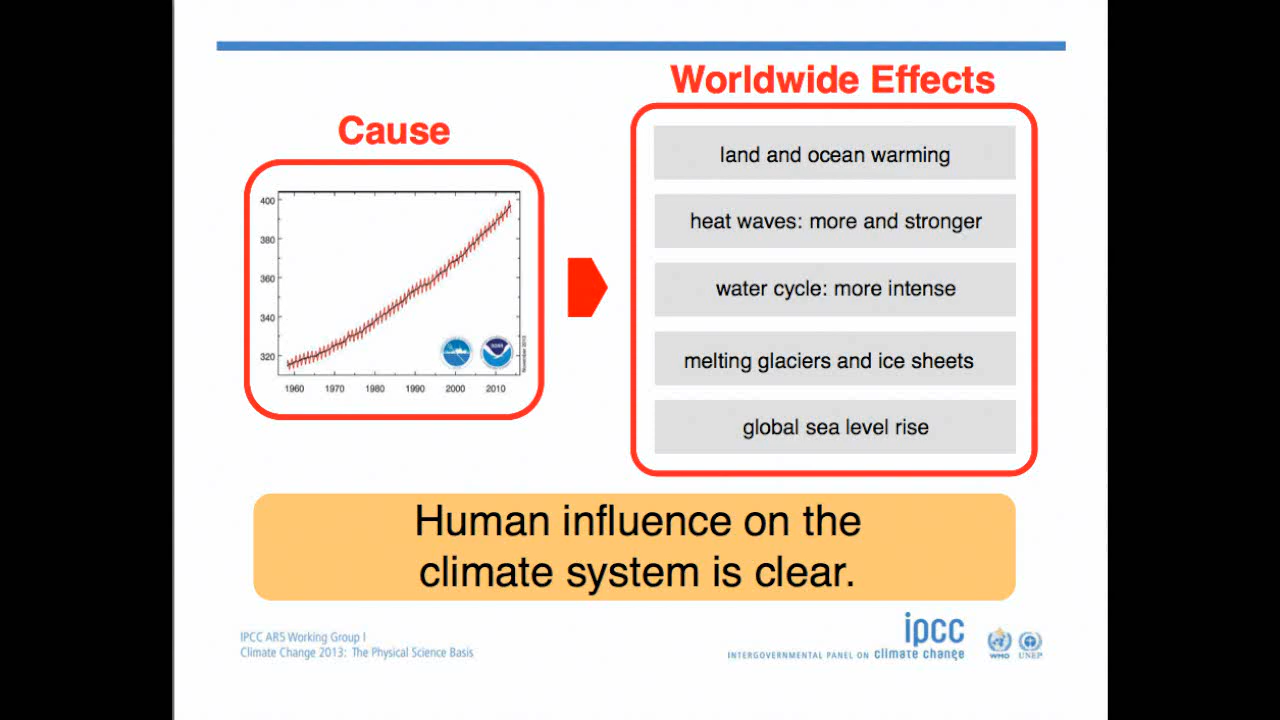 Worldwide Effects
Cause
400
380
360
340
320
1960 1970 1980 1990 2000 2010
November 2013
land and ocean warming
heat waves: more and stronger
water cycle: more intense
melting glaciers and ice sheets
global sea level rise
Human influence on the
climate system is clear.
IPCC AR5 Working Group I
Climate Change 2013: The Physical Science Basis
ipcc
INTERGOVERNMENTAL PANEL ON climate change
WMO UNEP